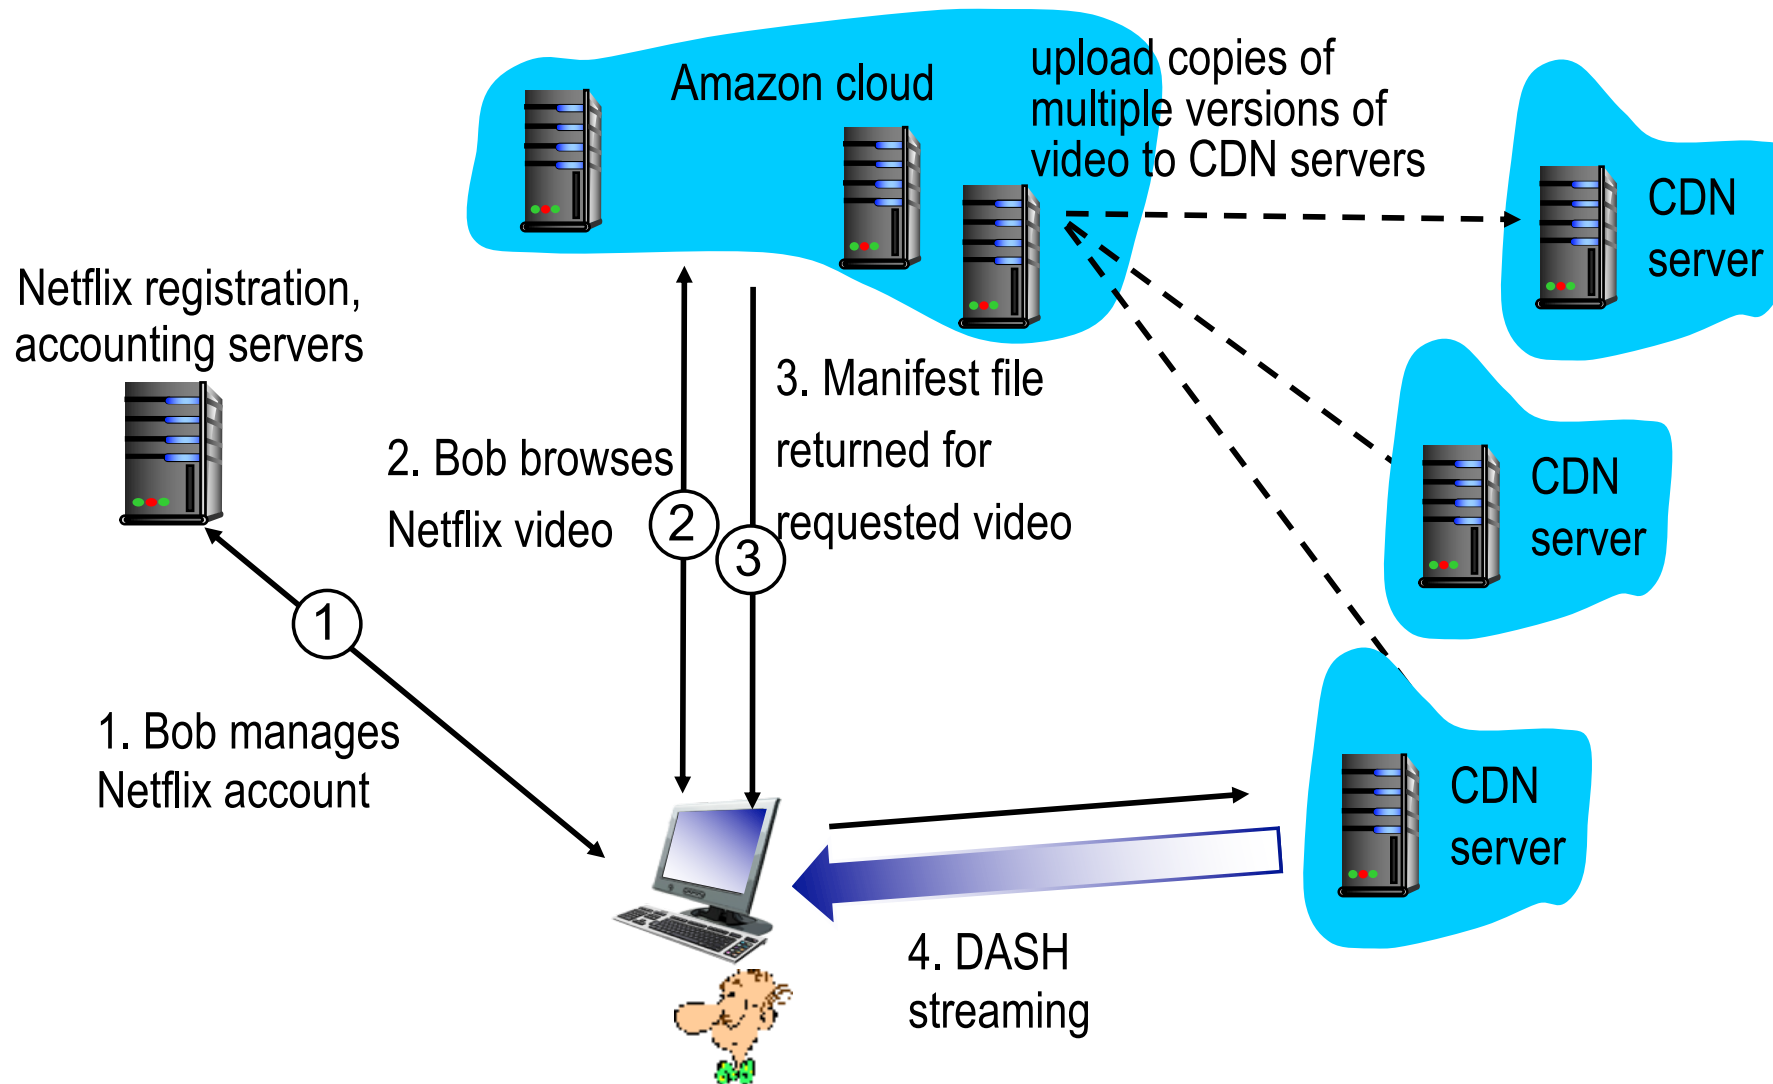 Amazon cloud
upload copies of
multiple versions of
video to CDN servers
CDN
server
Netflix registration,
accounting servers
3. Manifest file
returned for
requested video
2. Bob browses
Netflix video
2
3
CDN
server
1
1. Bob manages
Netflix account
CDN
server
4. DASH
streaming